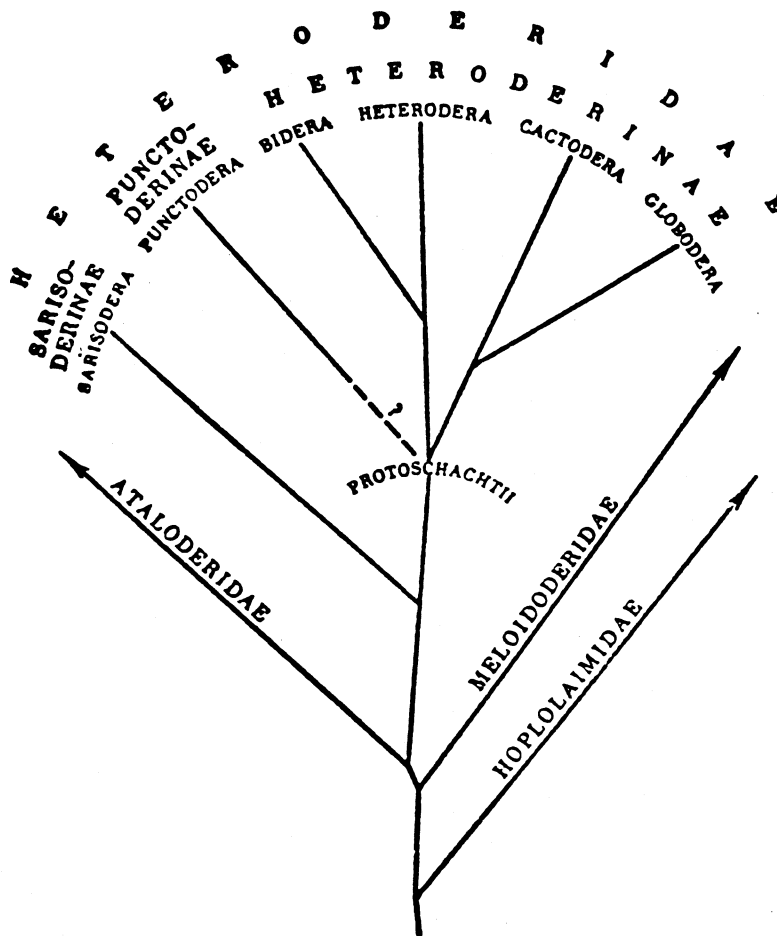 HETERODERIDAE
HETERODERINAE
PUNCTO-
DERINAE
SARISO-
DERINAE
SARISODERA
PUNCTODERA
BIDERA
HETERODERA
CACTODERA
GLOBODERA
?
PROTOSCHACHTII
ATALODERIDAE
MELOIDODERIDAE
HOPLOLAIMIDAE